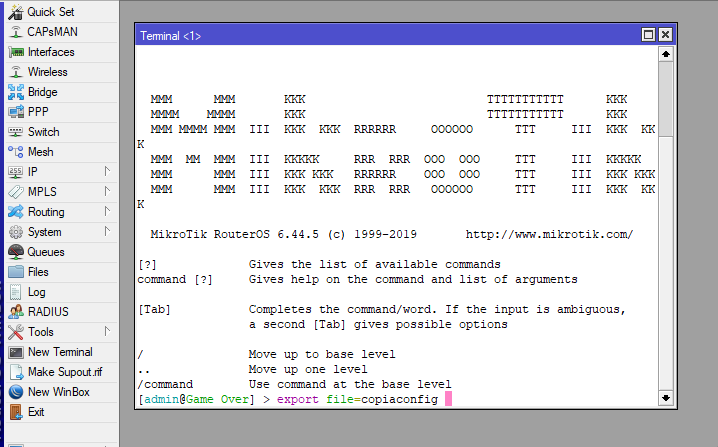 Quick Set
CAPsMAN
Interfaces
Wireless
Bridge
PPP
Switch
Mesh
255
IP
MPLS
Routing
System
Queues
Files
Log
RADIUS
Tools
New Terminal
Make Supout.rif
New WinBox
Exit
Terminal <1>
MMM MMM KKK TTTTTTTTTTT KKK
MMMM MMMM KKK TTTTTTTTTTT KKK
MMM MMMM MMM III KKK KKK RRRRRR OOOOOO TTT III KKK KK
K
MMM MM MMM III KKKKK RRR RRR OOO OOO TTT III KKKKK
MMM MMM III KKK KKK RRRRRR OOO OOO TTT III KKK KKK
MMM MMM III KKK KKK RRR RRR OOOOOO TTT III KKK KK
K
MikroTik RouterOS 6.44.5 (c) 1999-2019 http://www.mikrotik.com/
[?] Gives the list of available commands
command [?] Gives help on the command and list of arguments
[Tab] Completes the command/word. If the input is ambiguous,
a second [Tab] gives possible options
/ Move up to base level
.. Move up one level
/command Use command at the base level
[admin@Game Over] > export file=copiaconfig